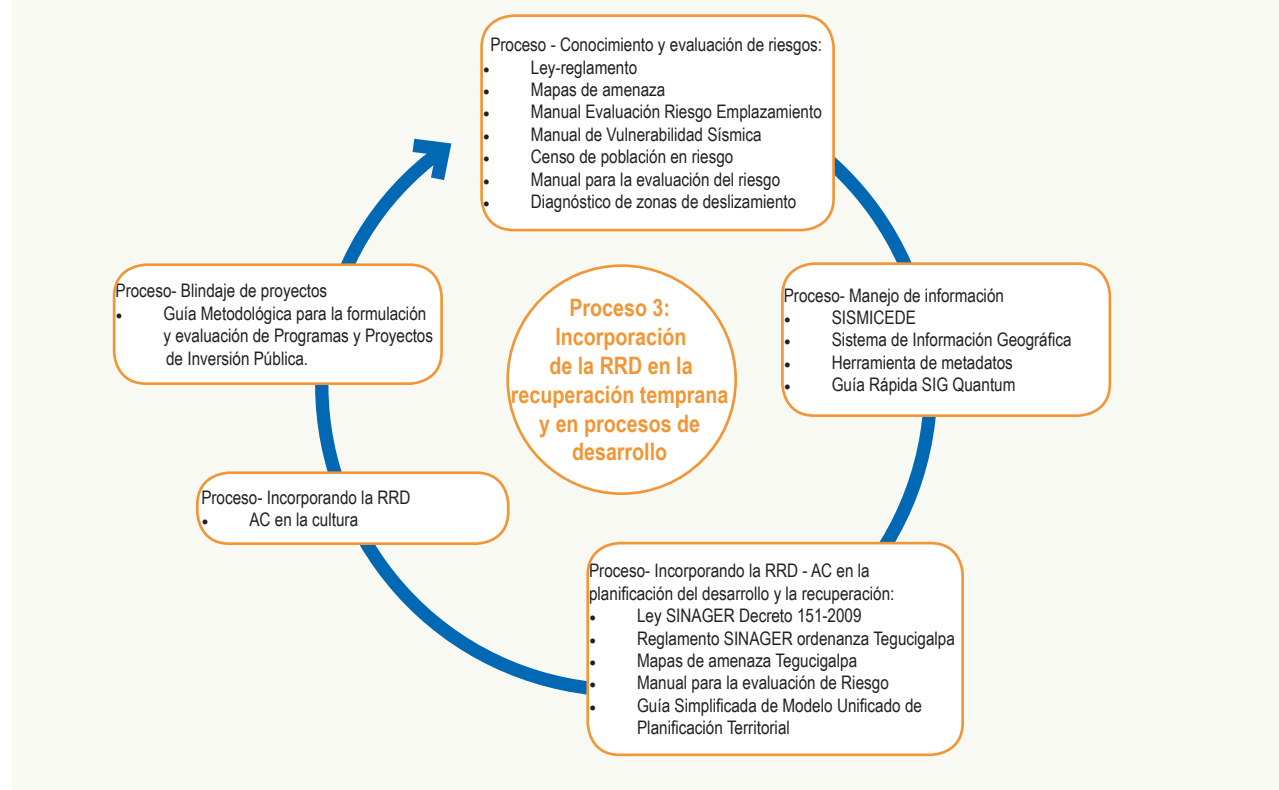 Proceso - Conocimiento y evaluación de riesgos:
• Ley-reglamento
• Mapas de amenaza
• Manual Evaluación Riesgo Emplazamiento
• Manual de Vulnerabilidad Sísmica
• Censo de población en riesgo
• Manual para la evaluación del riesgo
• Diagnóstico de zonas de deslizamiento
Proceso- Manejo de información
• SISMICEDE
• Sistema de Información Geográfica
• Herramienta de metadatos
• Guía Rápida SIG Quantum
Proceso- Incorporando la RRD - AC en la
planificación del desarrollo y la recuperación:
• Ley SINAGER Decreto 151-2009
• Reglamento SINAGER ordenanza Tegucigalpa
• Mapas de amenaza Tegucigalpa
• Manual para la evaluación de Riesgo
• Guía Simplificada de Modelo Unificado de
Planificación Territorial
Proceso- Incorporando la RRD
• AC en la cultura
Proceso- Blindaje de proyectos
• Guía Metodológica para la formulación
y evaluación de Programas y Proyectos
de Inversión Pública.
Proceso 3:
Incorporación
de la RRD en la
recuperación temprana
y en procesos de
desarrollo